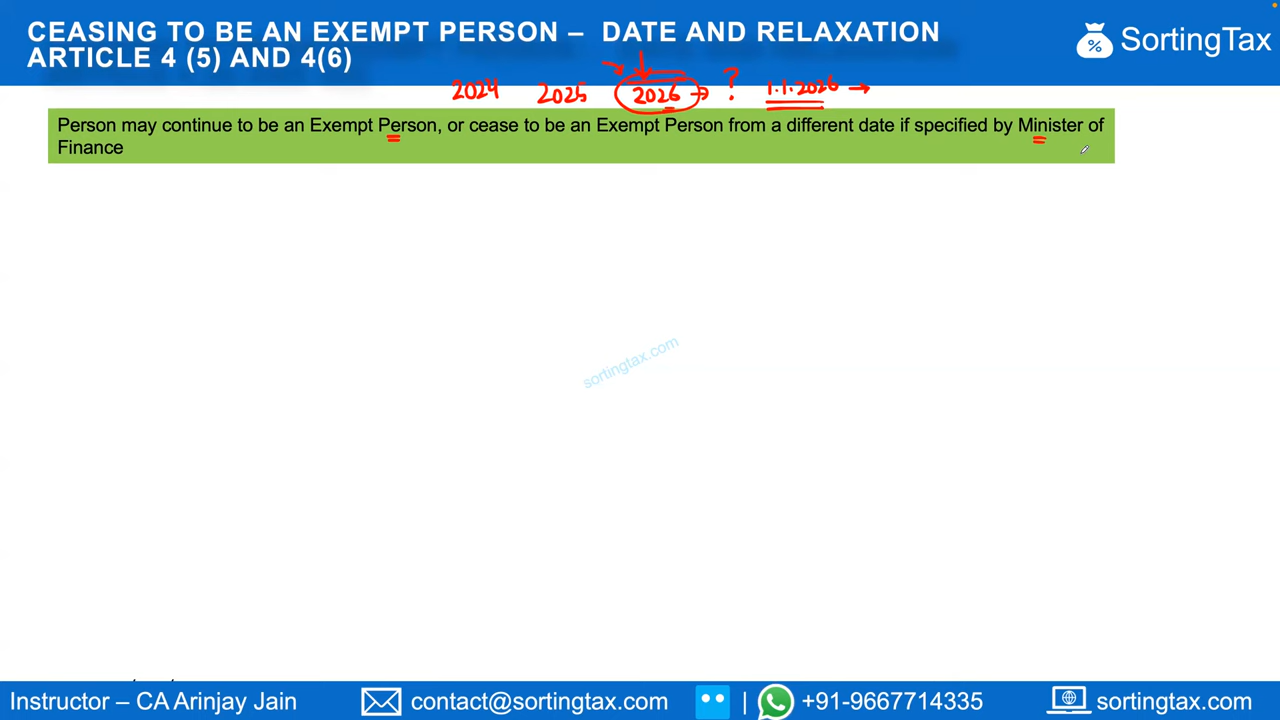 CEASING TO BE AN EXEMPT PERSON – DATE AND RELAXATION
ARTICLE 4 (5) AND 4(6)
SortingTax
2024 2025 2026 ? 1.1.2026
Person may continue to be an Exempt Person, or cease to be an Exempt Person from a different date if specified by Minister of
Finance
sortingtax.com
Instructor – CA Arinjay Jain contact@sortingtax.com +91-9667714335 sortingtax.com